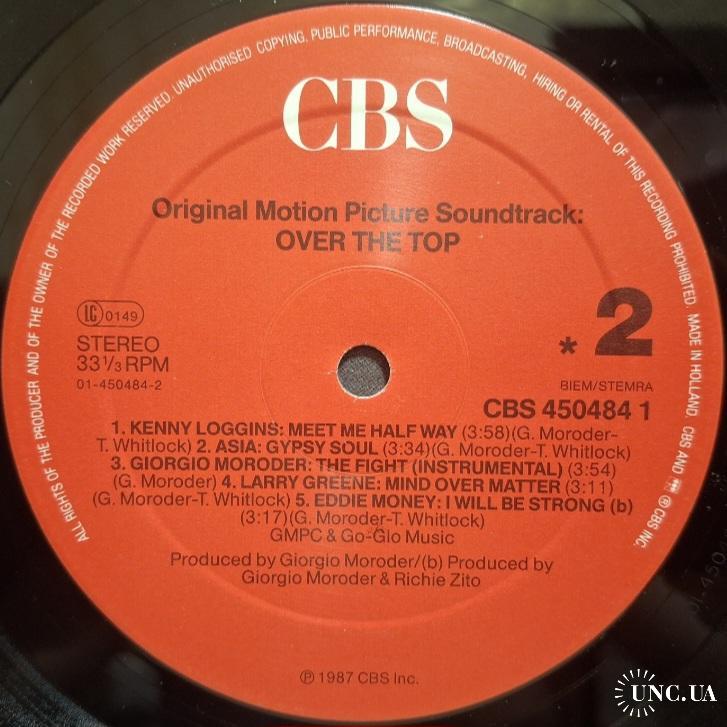 ALL RIGHTS OF THE PRODUCER AND OF THE OWNER OF THE RECORDED WORK RESERVED. UNAUTHORISED COPYING, PUBLIC PERFORMANCE, BROADCASTING, HIRING OR RENTAL OF THIS RECORDING PROHIBITED. MADE IN HOLLAND. CBS AND ® CBS INC.
CBS
Original Motion Picture Soundtrack:
OVER THE TOP
LC 0149
STEREO
33 1/3 RPM
01-450484-2
* 2
BIEM/STEMRA
CBS 450484 1
1. KENNY LOGGINS: MEET ME HALF WAY (3:58)(G. Moroder-
T. Whitlock) 2. ASIA: GYPSY SOUL (3:34)(G. Moroder-T. Whitlock)
3. GIORGIO MORODER: THE FIGHT (INSTRUMENTAL) (3:54)
(G. Moroder) 4. LARRY GREENE: MIND OVER MATTER (3:11)
(G. Moroder-T. Whitlock) 5. EDDIE MONEY: I WILL BE STRONG (b)
(3:17)(G. Moroder-T. Whitlock)
GMPC & Go-Glo Music
Produced by Giorgio Moroder/(b) Produced by
Giorgio Moroder & Richie Zito
℗ 1987 CBS Inc.
UNC.UA